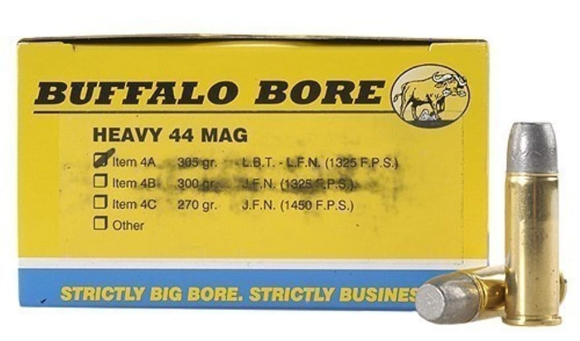 BUFFALO BORE
HEAVY 44 MAG
Item 4A 305 gr. L.B.T. - L.F.N. (1325 F.P.S.)
Item 4B 300 gr. J.F.N. (1325 F.P.S.)
Item 4C 270 gr. J.F.N. (1450 F.P.S.)
Other
STRICTLY BIG BORE. STRICTLY BUSINES